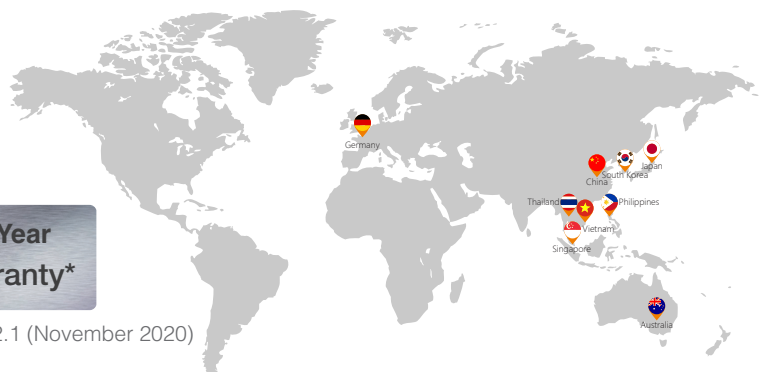 Germany
Japan
South Korea
China
Thailand
Philippines
Vietnam
Singapore
Year
ranty*
2.1 (November 2020)
Australia